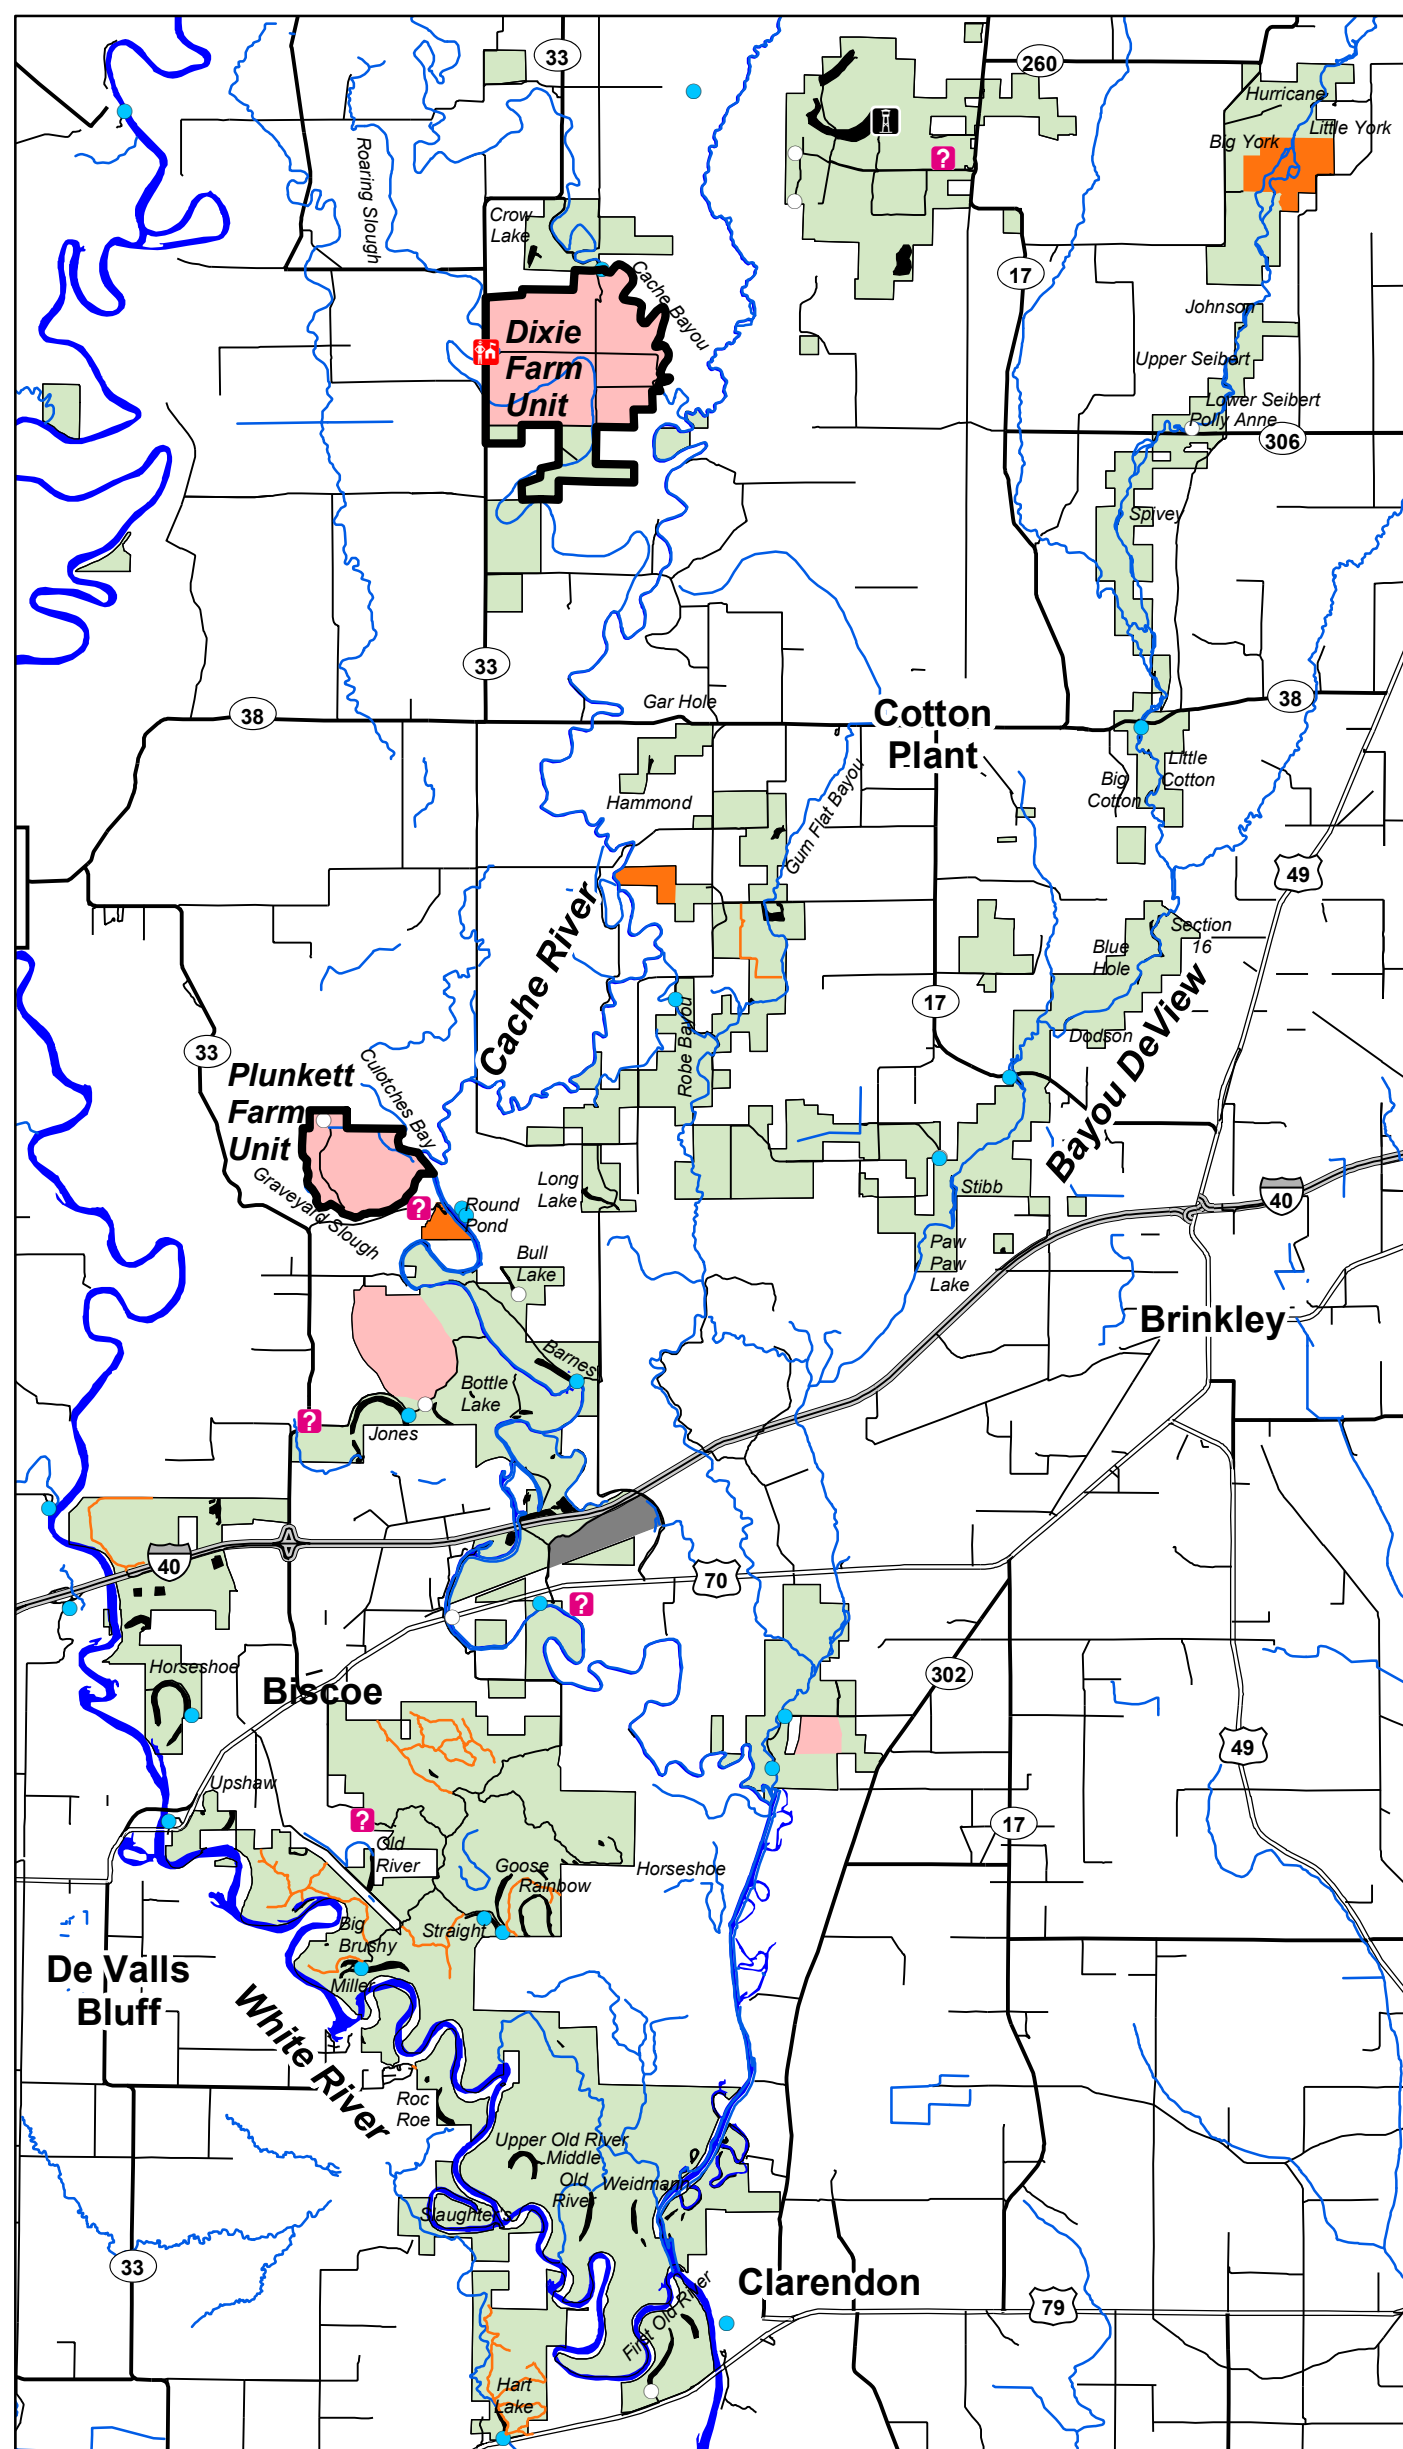 33
260
Hurricane
Little York
Big York
?
Roaring Slough
Crow
Lake
Cache Bayou
17
Dixie
Farm
Unit
Johnson
Upper Seibert
Lower Seibert
Polly Anne
306
Spivey
33
38
Gar Hole
38
Cotton
Plant
Little
Cotton
Big
Cotton
Hammond
Gum Flat Bayou
49
Cache River
Section
16
Blue
Hole
17
Dodson
Robe Bayou
Bayou DeView
33
Culotches Bay
Plunkett
Farm
Unit
Graveyard Slough
Long
Lake
Stibb
40
?
Round
Pond
Paw
Paw
Lake
Bull
Lake
Brinkley
Barnes
Bottle
Lake
?
Jones
40
70
?
Horseshoe
Biscoe
302
49
Upshaw
?
17
Old
River
Goose
Rainbow
Horseshoe
Big
Brushy
Straight
Miller
De Valls
Bluff
White River
Roc
Roe
Upper Old River
Middle
Old
River
Weidmann
Slaughter's
33
Clarendon
79
First Old River
Hart
Lake